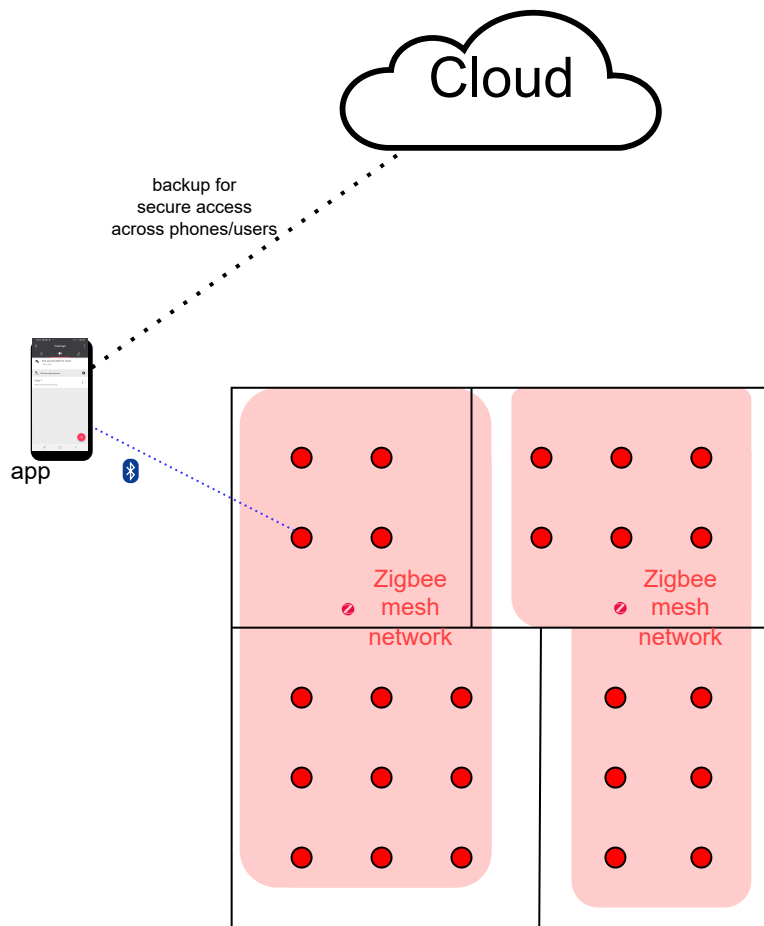 Cloud
backup for
secure access
across phones/users
app
Zigbee
mesh
network
Zigbee
mesh
network